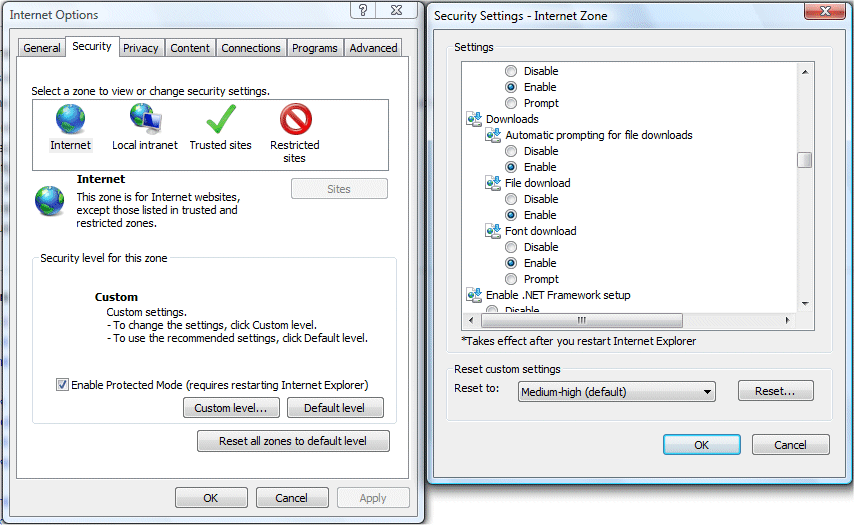 Internet Options
?
General Security Privacy Content Connections Programs Advanced
Select a zone to view or change security settings.
Internet
Local intranet
Trusted sites
Restricted
sites
Internet
This zone is for Internet websites,
except those listed in trusted and
restricted zones.
Sites
Security level for this zone
Custom
Custom settings.
- To change the settings, click Custom level.
- To use the recommended settings, click Default level.
Enable Protected Mode (requires restarting Internet Explorer)
Custom level...
Default level
Reset all zones to default level
OK
Cancel
Apply
Security Settings - Internet Zone
Settings
Disable
Enable
Prompt
Downloads
Automatic prompting for file downloads
Disable
Enable
File download
Disable
Enable
Font download
Disable
Enable
Prompt
Enable .NET Framework setup
Disable
*Takes effect after you restart Internet Explorer
Reset custom settings
Reset to:
Medium-high (default)
Reset...
OK
Cancel